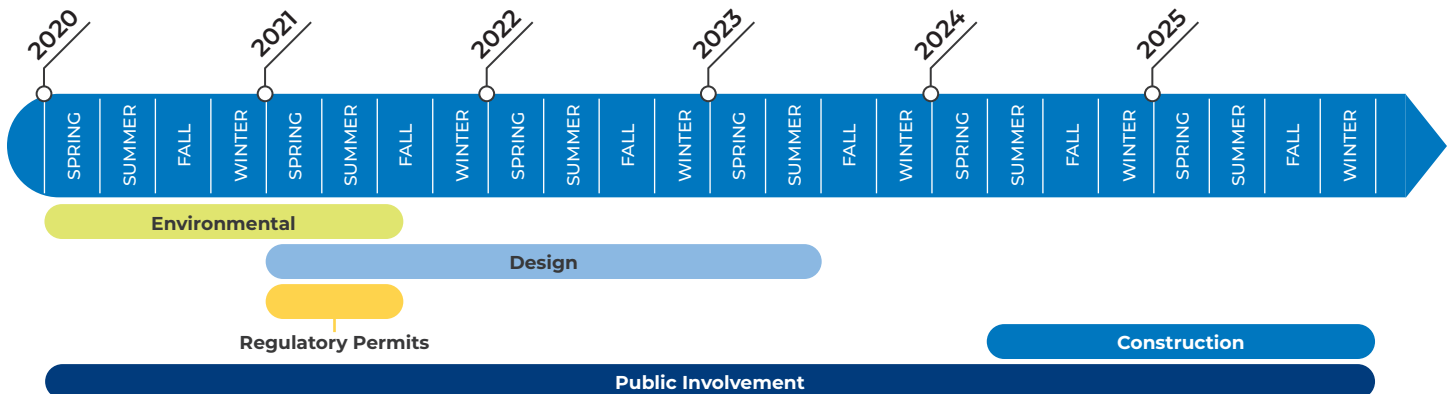 2020
2021
2022
2023
2024
2025
SPRING
SUMMER
FALL
WINTER
SPRING
SUMMER
FALL
WINTER
SPRING
SUMMER
FALL
WINTER
SPRING
SUMMER
FALL
WINTER
SPRING
SUMMER
FALL
WINTER
SPRING
SUMMER
FALL
WINTER
Environmental
Design
Regulatory Permits
Construction
Public Involvement